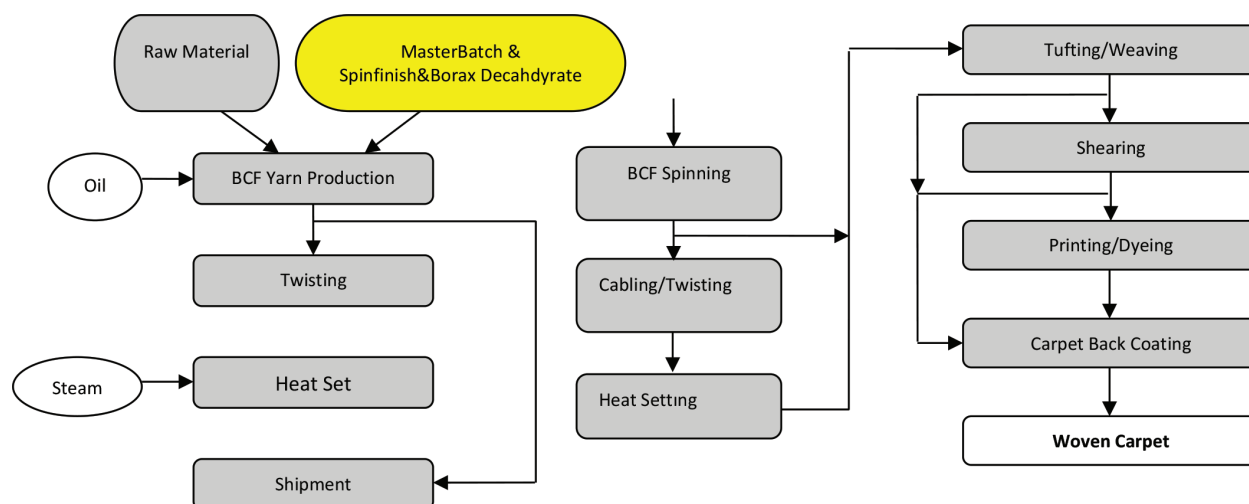 Raw Material
MasterBatch &
Spinfinish&Borax Decahdyrate
Oil
BCF Yarn Production
Twisting
Steam
Heat Set
Shipment
BCF Spinning
Cabling/Twisting
Heat Settıng
Tufting/Weaving
Shearing
Printing/Dyeing
Carpet Back Coating
Woven Carpet